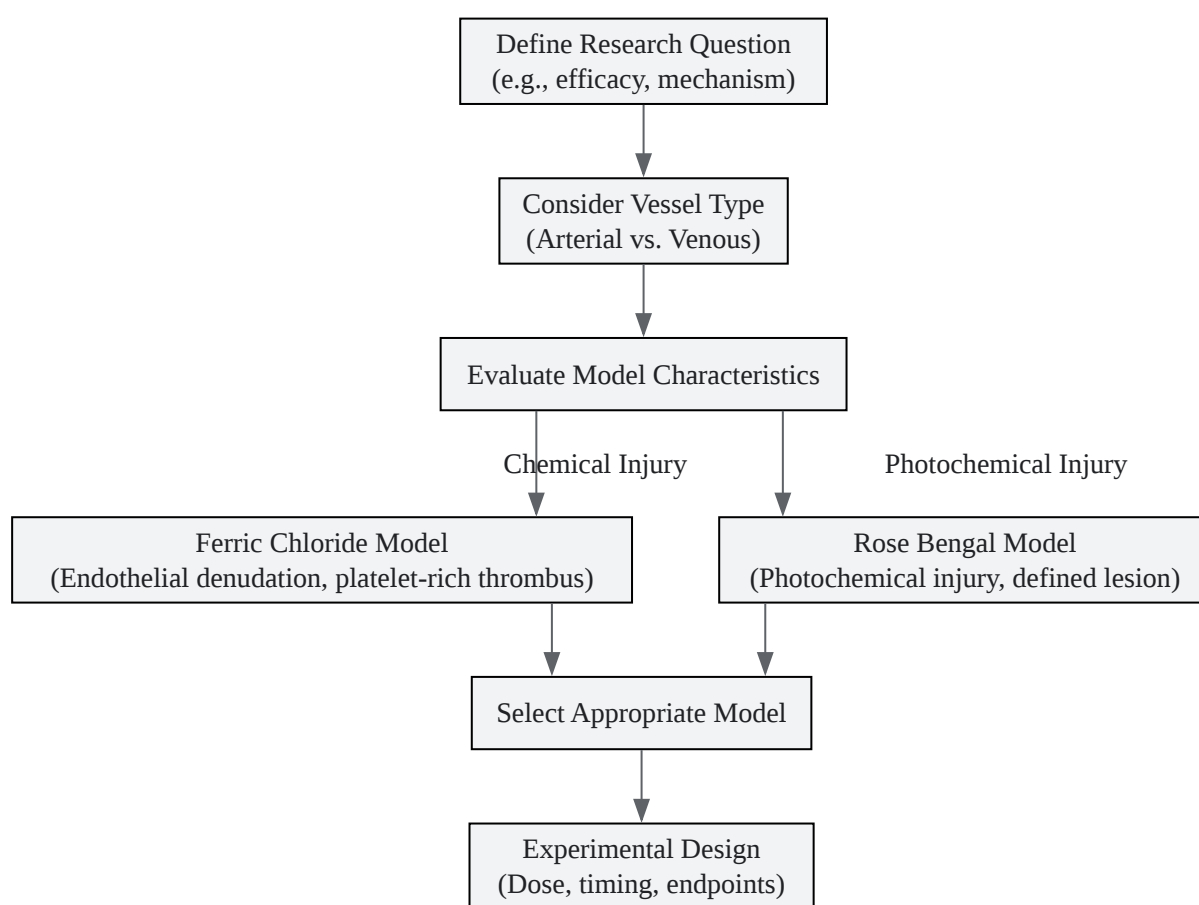 Define Research Question
(e.g., efficacy, mechanism)
Consider Vessel Type
(Arterial vs. Venous)
Evaluate Model Characteristics
Chemical Injury
Photochemical Injury
Ferric Chloride Model
(Endothelial denudation, platelet-rich thrombus)
Rose Bengal Model
(Photochemical injury, defined lesion)
Select Appropriate Model
Experimental Design
(Dose, timing, endpoints)